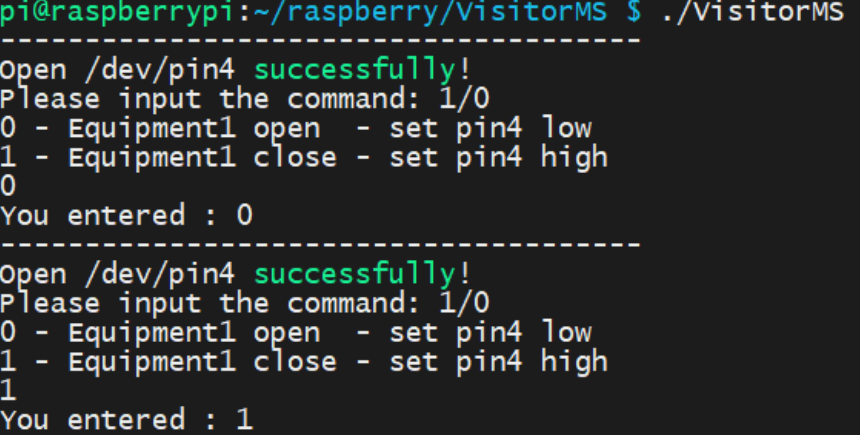 pi@raspberrypi:~/raspberry/VisitorMS $ ./VisitorMS
--------------------------------------
Open /dev/pin4 successfully!
Please input the command: 1/0
0 - Equipment1 open  - set pin4 low
1 - Equipment1 close - set pin4 high
0
You entered : 0
--------------------------------------
Open /dev/pin4 successfully!
Please input the command: 1/0
0 - Equipment1 open  - set pin4 low
1 - Equipment1 close - set pin4 high
1
You entered : 1